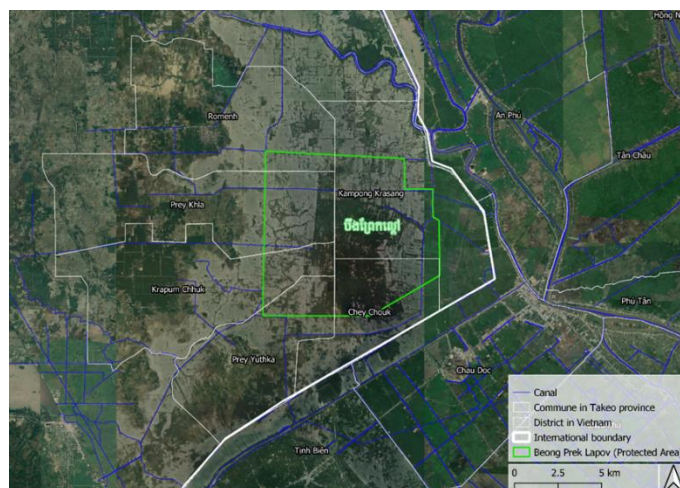 Hồng N
Romenh
An Phú
Tân Châu
Kampong Krasang
Prey Khla
បឹងព្រែកល្ពៅ
Krapum Chhuk
Phú Tân
Chey Chouk
Prey Yuthka
Chau Doc
Tịnh Biên
Canal
Commune in Takeo province
District in Vietnam
International boundary
Beong Prek Lapov (Protected Area
0 2.5 5 km